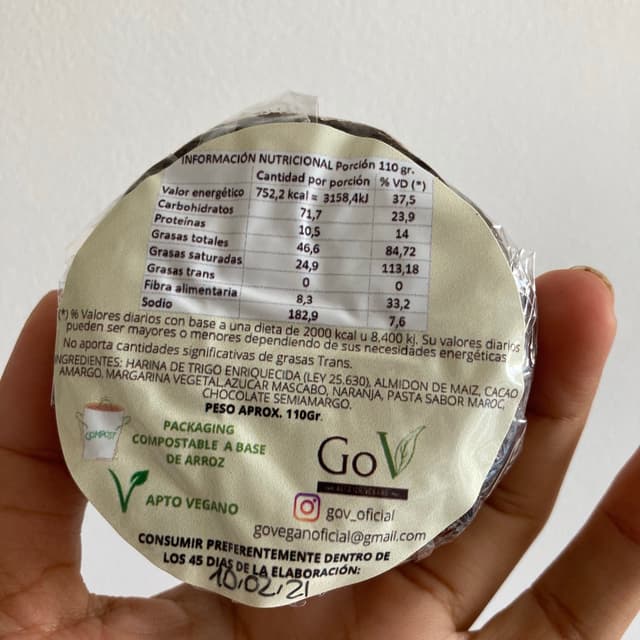 INFORMACIÓN NUTRICIONAL Porción 110 gr.
Cantidad por porción % VD (*)
Valor energético 752,2 kcal = 3158,4kJ 37,5
Carbohidratos 71,7 23,9
Proteínas 10,5 14
Grasas totales 46,6 84,72
Grasas saturadas 24,9 113,18
Grasas trans 0 0
Fibra alimentaria 8,3 33,2
Sodio 182,9 7,6
(*) % Valores diarios con base a una dieta de 2000 kcal u 8,400 kj. Su valores diarios
pueden ser mayores o menores dependiendo de sus necesidades energéticas
No aporta cantidades significativas de grasas Trans.
INGREDIENTES: HARINA DE TRIGO ENRIQUECIDA (LEY 25.630), ALMIDON DE MAIZ, CACAO
AMARGO, MARGARINA VEGETAL,AZUCAR MASCABO, NARANJA, PASTA SABOR MAROC,
CHOCOLATE SEMIAMARGO.
PESO APROX. 110Gr.
COMPOST
PACKAGING
COMPOSTABLE A BASE
DE ARROZ
GoV
APTO VEGANO
gov_oficial
goveganoficial@gmail.com
CONSUMIR PREFERENTEMENTE DENTRO DE
LOS 45 DIAS DE LA ELABORACIÓN:
10.02.21